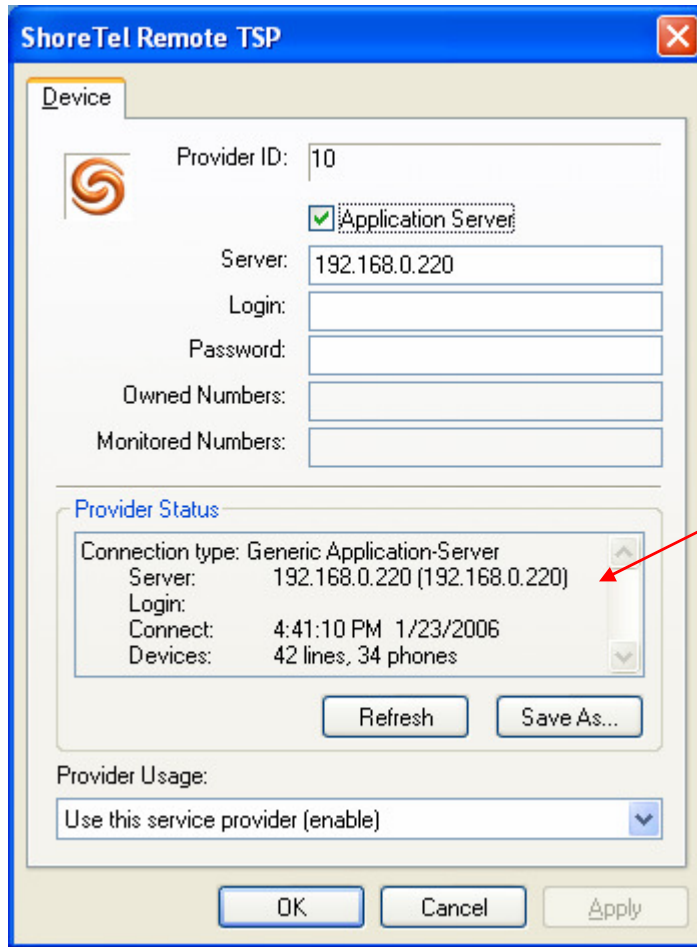 ShoreTel Remote TSP
Device
Provider ID: 10
Application Server
Server: 192.168.0.220
Login:
Password:
Owned Numbers:
Monitored Numbers:
Provider Status
Connection type: Generic Application-Server
Server: 192.168.0.220 (192.168.0.220)
Login:
Connect: 4:41:10 PM 1/23/2006
Devices: 42 lines, 34 phones
Refresh Save As...
Provider Usage:
Use this service provider (enable)
OK Cancel Apply